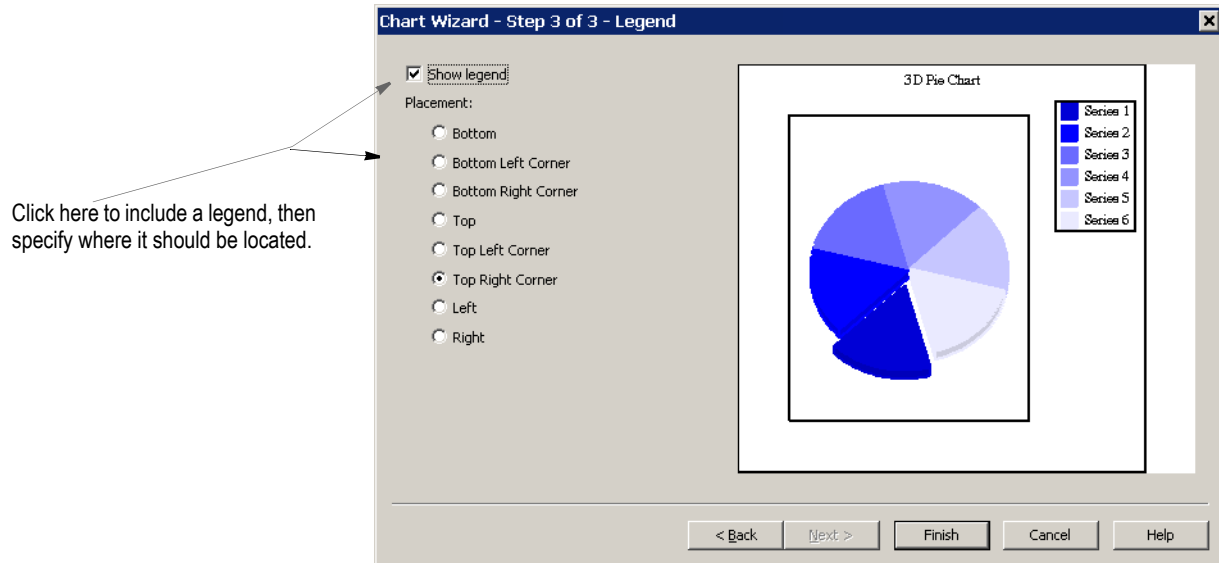 Chart Wizard - Step 3 of 3 - Legend
Show legend
Placement:
Bottom
Bottom Left Corner
Bottom Right Corner
Top
Top Left Corner
Top Right Corner
Left
Right
Click here to include a legend, then
specify where it should be located.
3D Pie Chart
Series 1
Series 2
Series 3
Series 4
Series 5
Series 6
< Back
Next >
Finish
Cancel
Help